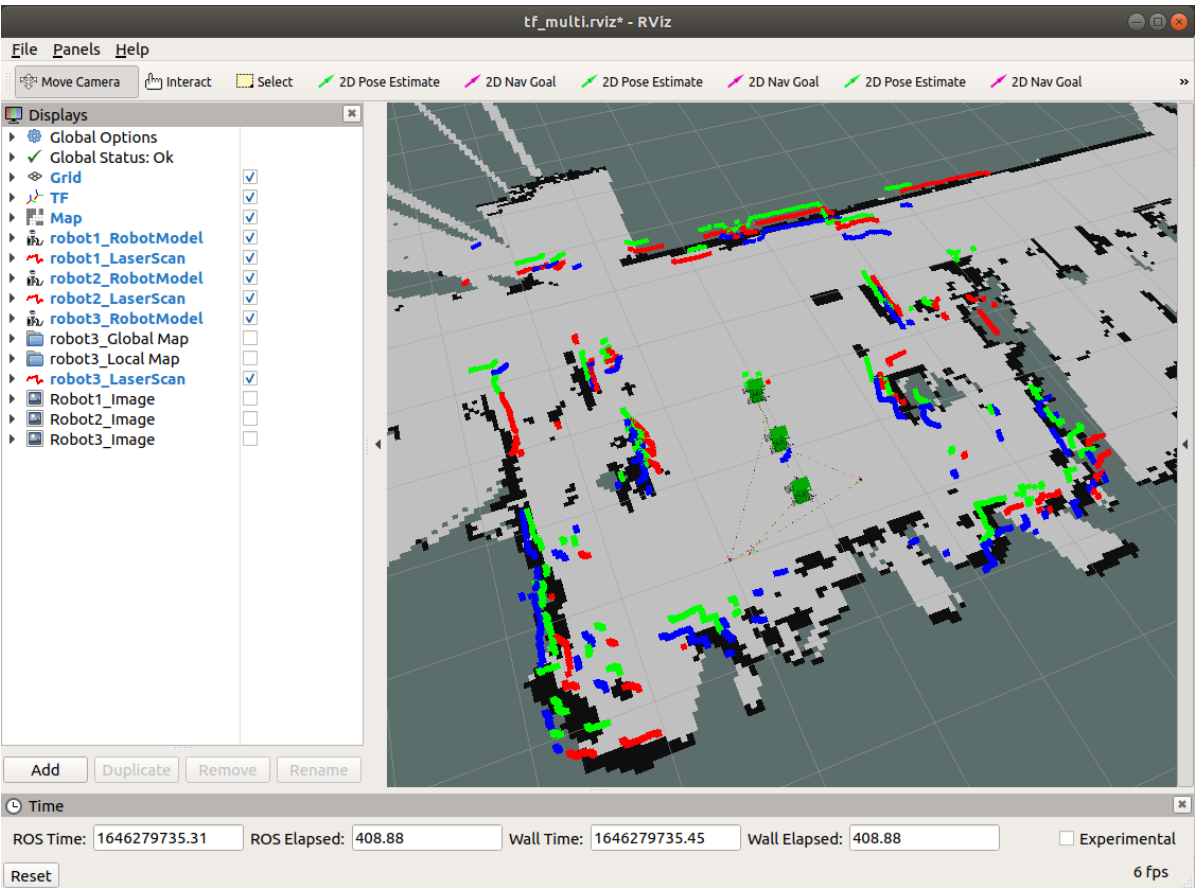 tf_multi.rviz* - RViz
File Panels Help
Move Camera Interact Select 2D Pose Estimate 2D Nav Goal 2D Pose Estimate 2D Nav Goal 2D Pose Estimate 2D Nav Goal »
Displays
Global Options
Global Status: Ok
Grid
TF
Map
robot1_RobotModel
robot1_LaserScan
robot2_RobotModel
robot2_LaserScan
robot3_RobotModel
robot3_Global Map
robot3_Local Map
robot3_LaserScan
Robot1_Image
Robot2_Image
Robot3_Image
Add Duplicate Remove Rename
Time
ROS Time: 1646279735.31 ROS Elapsed: 408.88 Wall Time: 1646279735.45 Wall Elapsed: 408.88 Experimental
Reset 6 fps